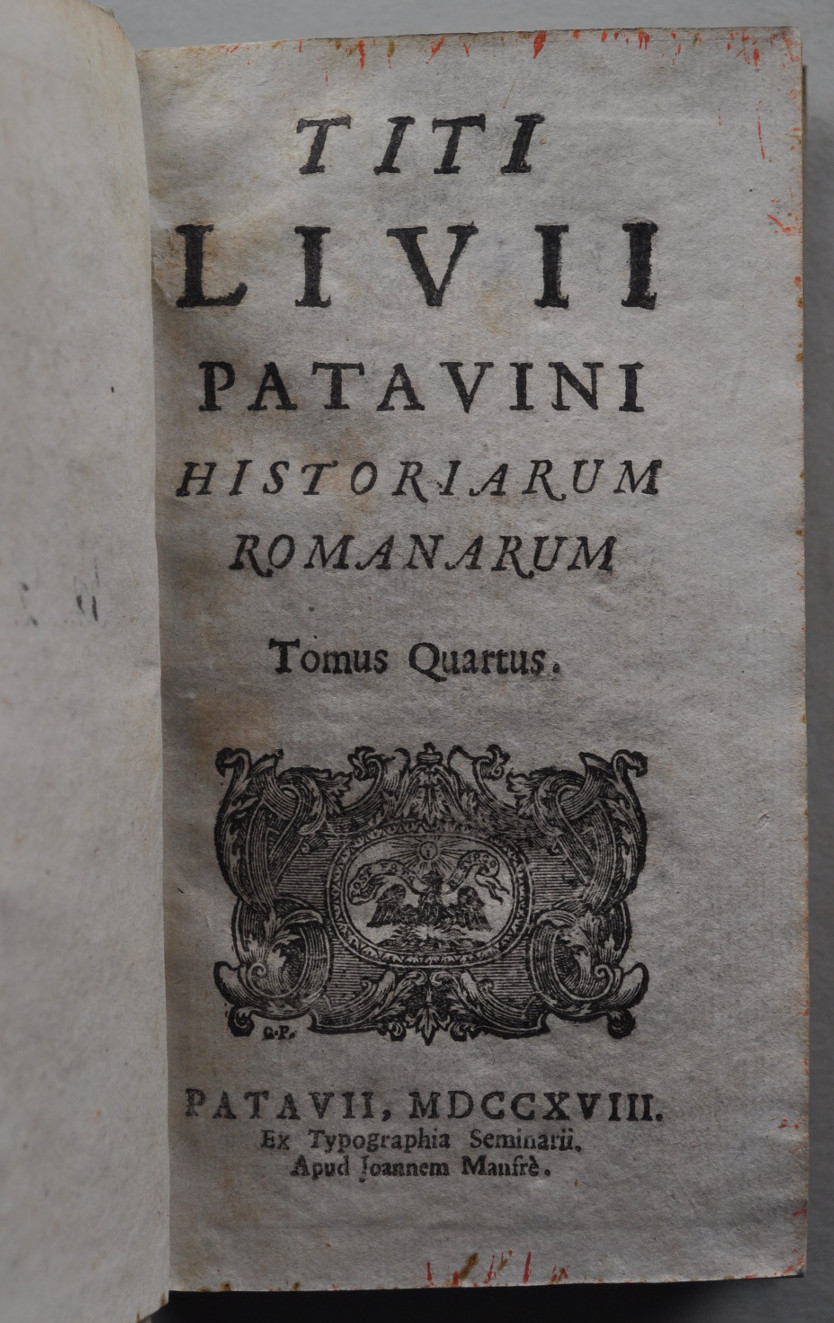 TITI
LIVII
PATAVINI
HISTORIARUM
ROMANARUM
Tomus Quartus.
G.P.
PATAVII, MDCCXVIII.
Ex Typographia Seminarii.
Apud Joannem Manfrè.